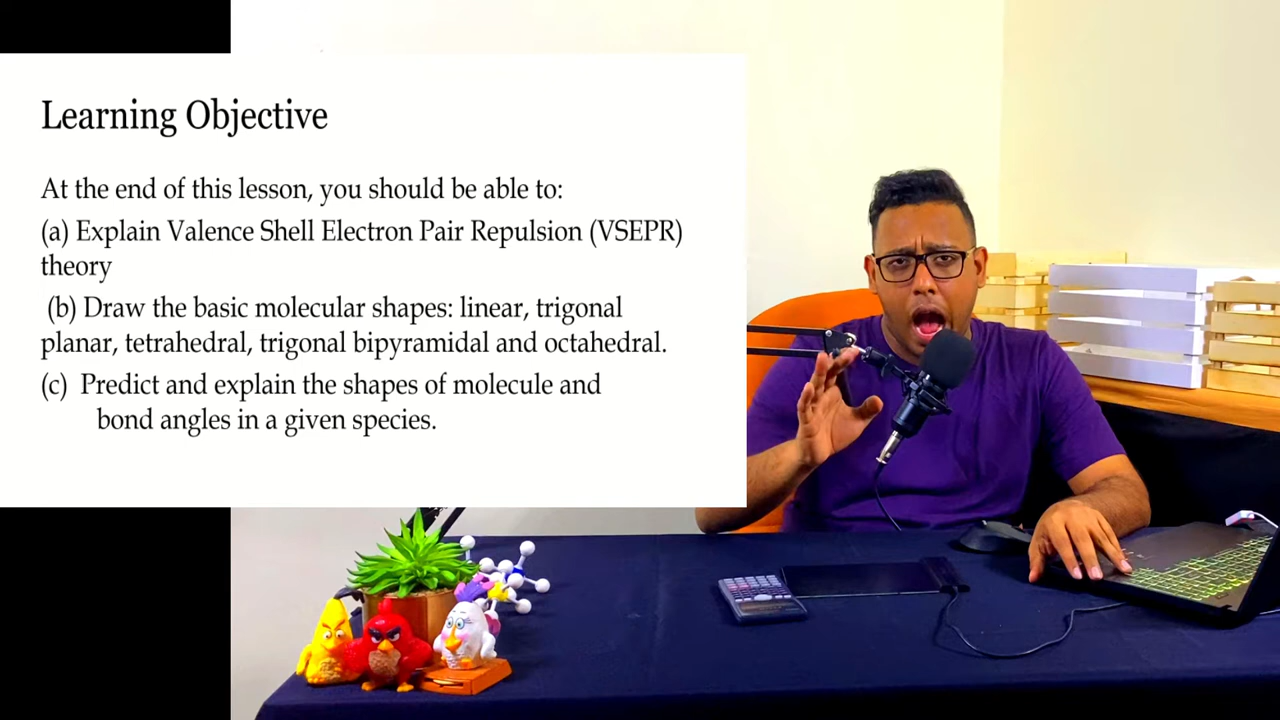 Learning Objective
At the end of this lesson, you should be able to:
(a) Explain Valence Shell Electron Pair Repulsion (VSEPR)
theory
(b) Draw the basic molecular shapes: linear, trigonal
planar, tetrahedral, trigonal bipyramidal and octahedral.
(c) Predict and explain the shapes of molecule and
bond angles in a given species.